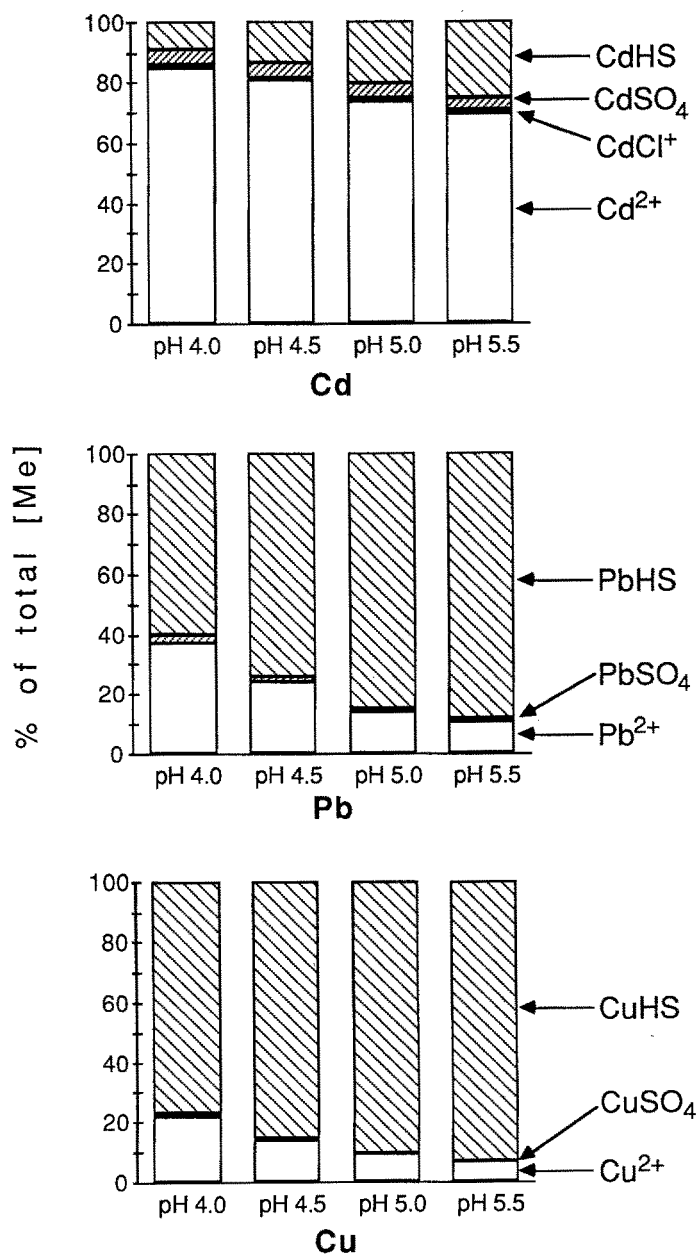 % of total [Me]
100
80
60
40
20
0
CdHS
CdSO4
CdCl+
Cd2+
pH 4.0 pH 4.5 pH 5.0 pH 5.5
Cd
100
80
60
40
20
0
PbHS
PbSO4
Pb2+
pH 4.0 pH 4.5 pH 5.0 pH 5.5
Pb
100
80
60
40
20
0
CuHS
CuSO4
Cu2+
pH 4.0 pH 4.5 pH 5.0 pH 5.5
Cu